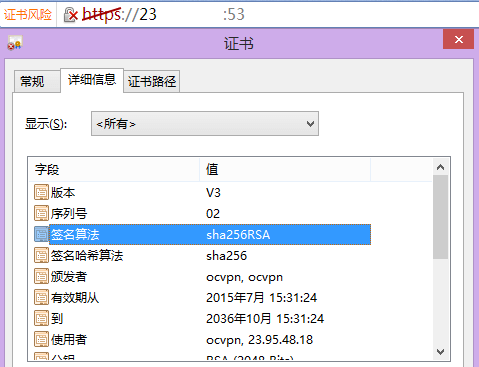 证书风险 https://23 :53
证书
常规 详细信息 证书路径
显示(S): <所有>
字段 值
版本 V3
序列号 02
签名算法 sha256RSA
签名哈希算法 sha256
颁发者 ocvpn, ocvpn
有效期从 2015年7月 15:31:24
到 2036年10月 15:31:24
使用者 ocvpn, 23.95.48.18
公钥 RSA (2048 Bits)